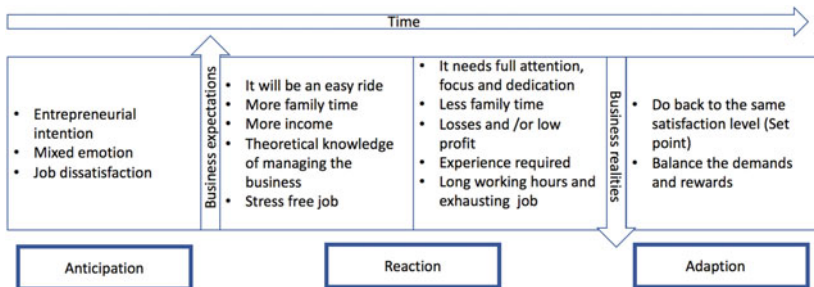 Time
• Entrepreneurial
intention
• Mixed emotion
• Job dissatisfaction
Business expectations
• It will be an easy ride
• More family time
• More income
• Theoretical knowledge
of managing the
business
• Stress free job
• It needs full attention,
focus and dedication
• Less family time
• Losses and /or low
profit
• Experience required
• Long working hours and
exhausting job
Business realities
• Do back to the same
satisfaction level (Set
point)
• Balance the demands
and rewards
Anticipation
Reaction
Adaption